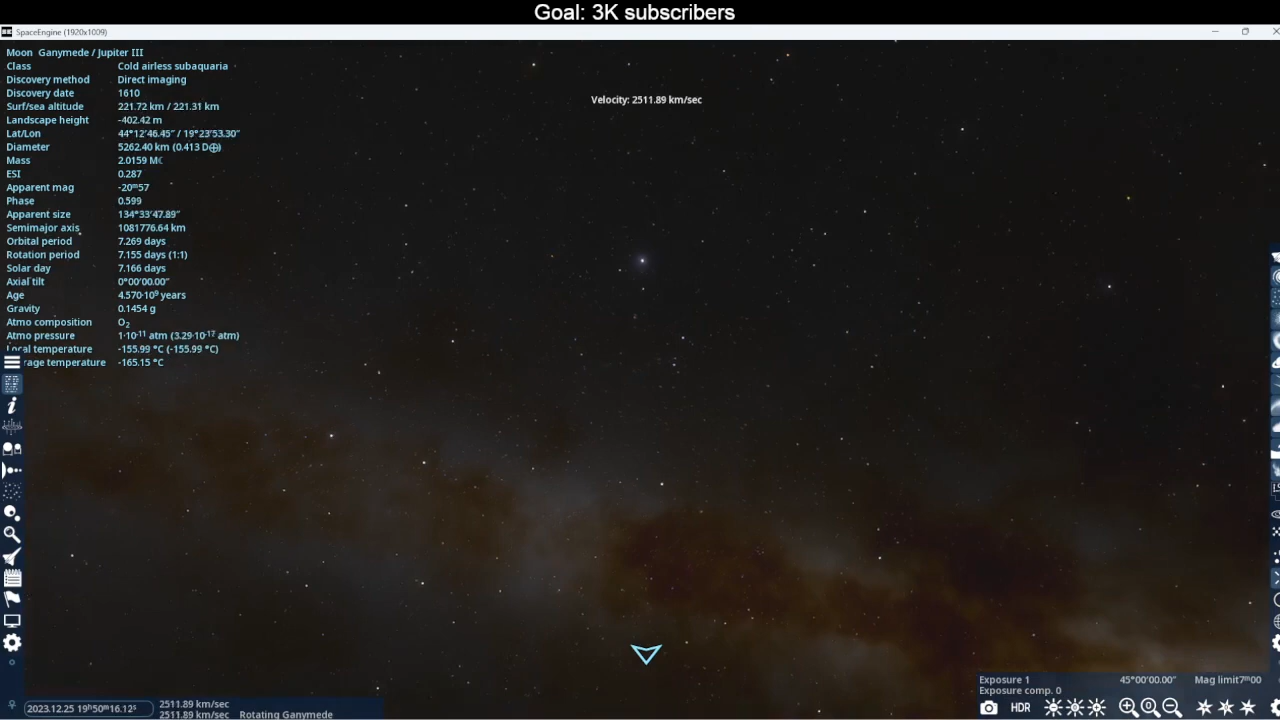 Goal: 3K subscribers
SpaceEngine (1920x1009)
Moon Ganymede / Jupiter III
Class Cold airless subaquaria
Discovery method Direct imaging
Discovery date 1610
Surf/sea altitude 221.72 km / 221.31 km
Landscape height -402.42 m
Lat/Lon 44°12′46.45″ / 19°23′53.30″
Diameter 5262.40 km (0.413 D⊕)
Mass 2.0159 M☾
ESI 0.287
Apparent mag -20ᵐ57
Phase 0.599
Apparent size 134°33′47.89″
Semimajor axis 1081776.64 km
Orbital period 7.269 days
Rotation period 7.155 days (1:1)
Solar day 7.166 days
Axial tilt 0°00′00.00″
Age 4.570·10⁹ years
Gravity 0.1454 g
Atmo composition O₂
Atmo pressure 1·10⁻¹¹ atm (3.29·10⁻¹⁷ atm)
Local temperature -155.99 °C (-155.99 °C)
rage temperature -165.15 °C
Velocity: 2511.89 km/sec
2023.12.25 19ʰ50ᵐ16.12ˢ
2511.89 km/sec
2511.89 km/sec Rotating Ganymede
Exposure 1 45°00′00.00″ Mag limit 7ᵐ00
Exposure comp. 0
HDR